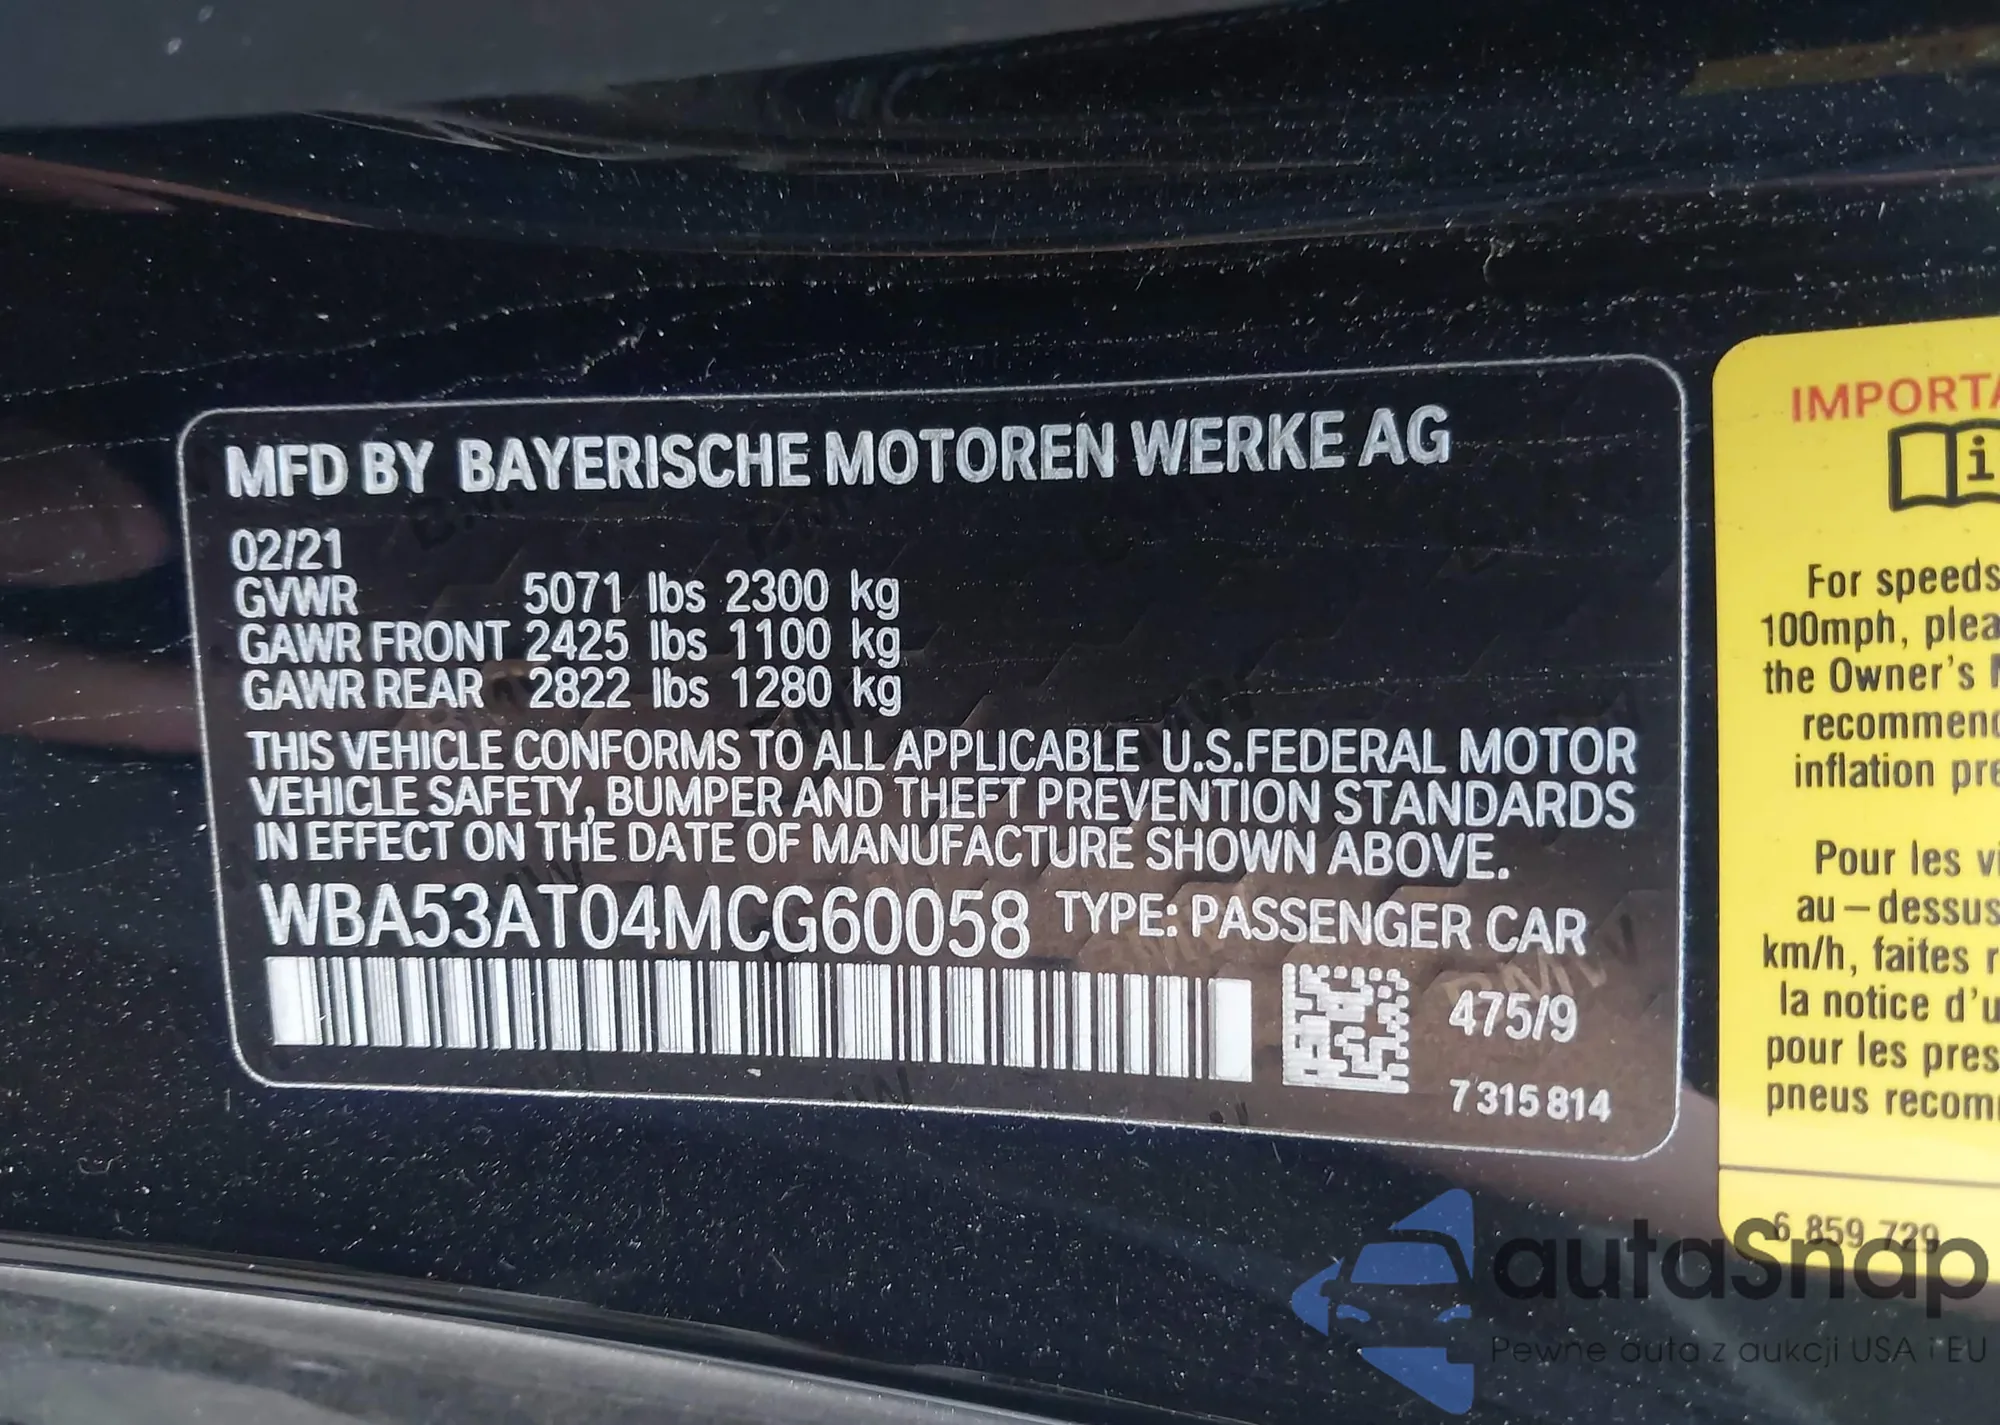 MFD BY BAYERISCHE MOTOREN WERKE AG
02/21
GVWR 5071 lbs 2300 kg
GAWR FRONT 2425 lbs 1100 kg
GAWR REAR 2822 lbs 1280 kg
THIS VEHICLE CONFORMS TO ALL APPLICABLE U.S.FEDERAL MOTOR
VEHICLE SAFETY, BUMPER AND THEFT PREVENTION STANDARDS
IN EFFECT ON THE DATE OF MANUFACTURE SHOWN ABOVE.
WBA53AT04MCG60058 TYPE: PASSENGER CAR
475/9
7 315 814
IMPORTA
i
For speeds
100mph, plea
the Owner's
recommend
inflation pre
Pour les vi
au-dessus
km/h, faites r
la notice d'u
pour les pres
pneus recom
6 859 729
autaSnap
Pewne auta z aukcji USA i EU